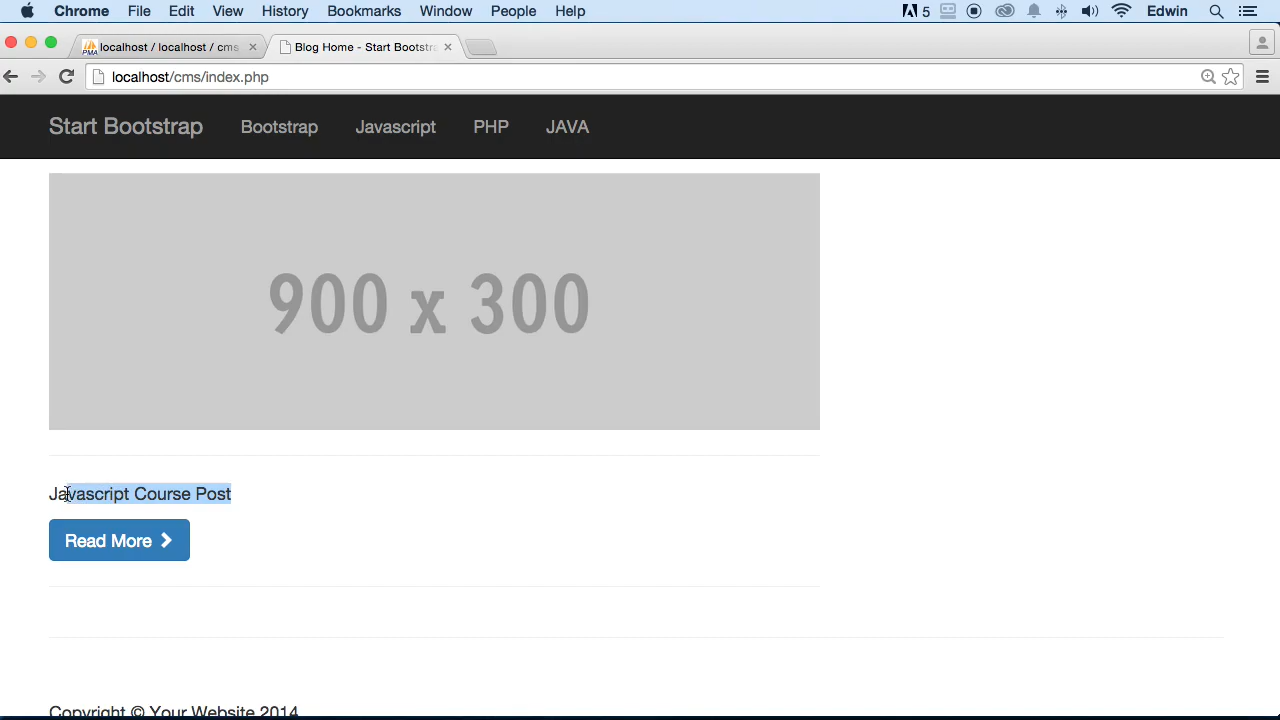 Chrome File Edit View History Bookmarks Window People Help 5 Edwin
PMA localhost / localhost / cms Blog Home - Start Bootstra
localhost/cms/index.php
Start Bootstrap Bootstrap Javascript PHP JAVA
900 x 300
Javascript Course Post
Read More
Copyright © Your Website 2014